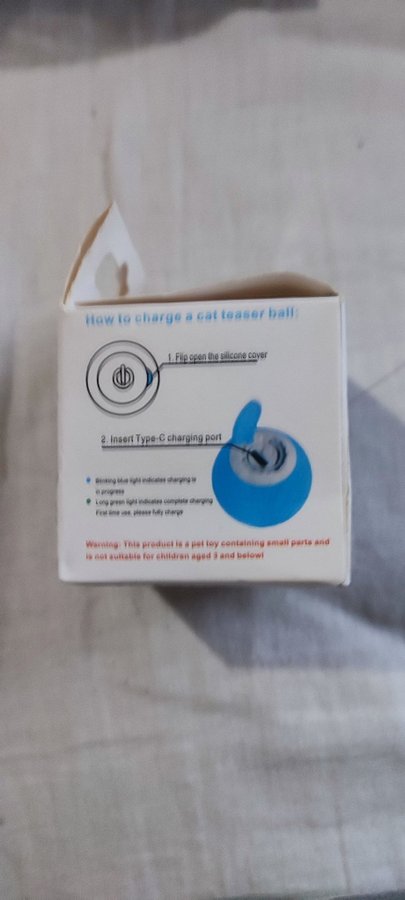 How to charge a cat teaser ball:
1. Flip open the silicone cover
2. Insert Type-C charging port
Blinking blue light indicates charging is
in progress
Long green light indicates complete charging
First time use, please fully charge
Warning: This product is a pet toy containing small parts and
is not suitable for children aged 3 and below!